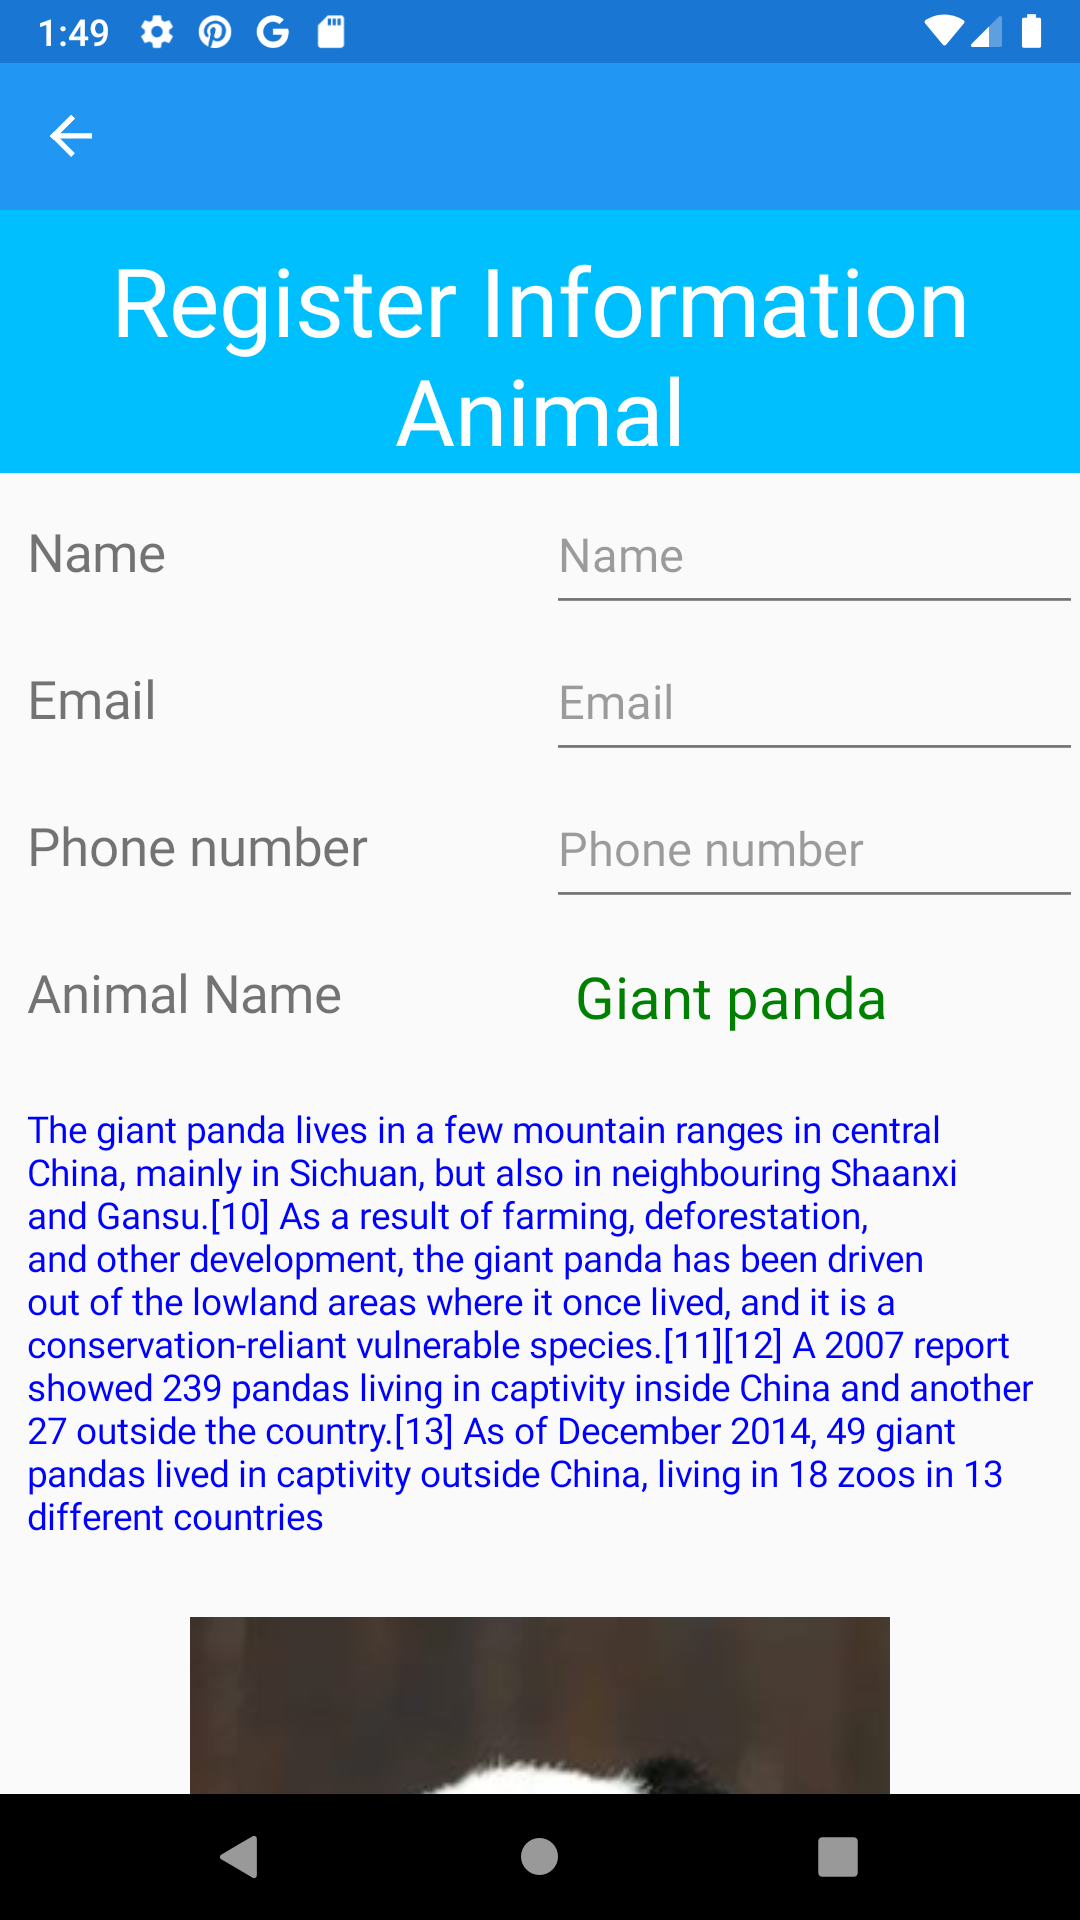 1:49
Register Information
Animal
Name
Name
Email
Email
Phone number
Phone number
Animal Name
Giant panda
The giant panda lives in a few mountain ranges in central
China, mainly in Sichuan, but also in neighbouring Shaanxi
and Gansu.[10] As a result of farming, deforestation,
and other development, the giant panda has been driven
out of the lowland areas where it once lived, and it is a
conservation-reliant vulnerable species.[11][12] A 2007 report
showed 239 pandas living in captivity inside China and another
27 outside the country.[13] As of December 2014, 49 giant
pandas lived in captivity outside China, living in 18 zoos in 13
different countries